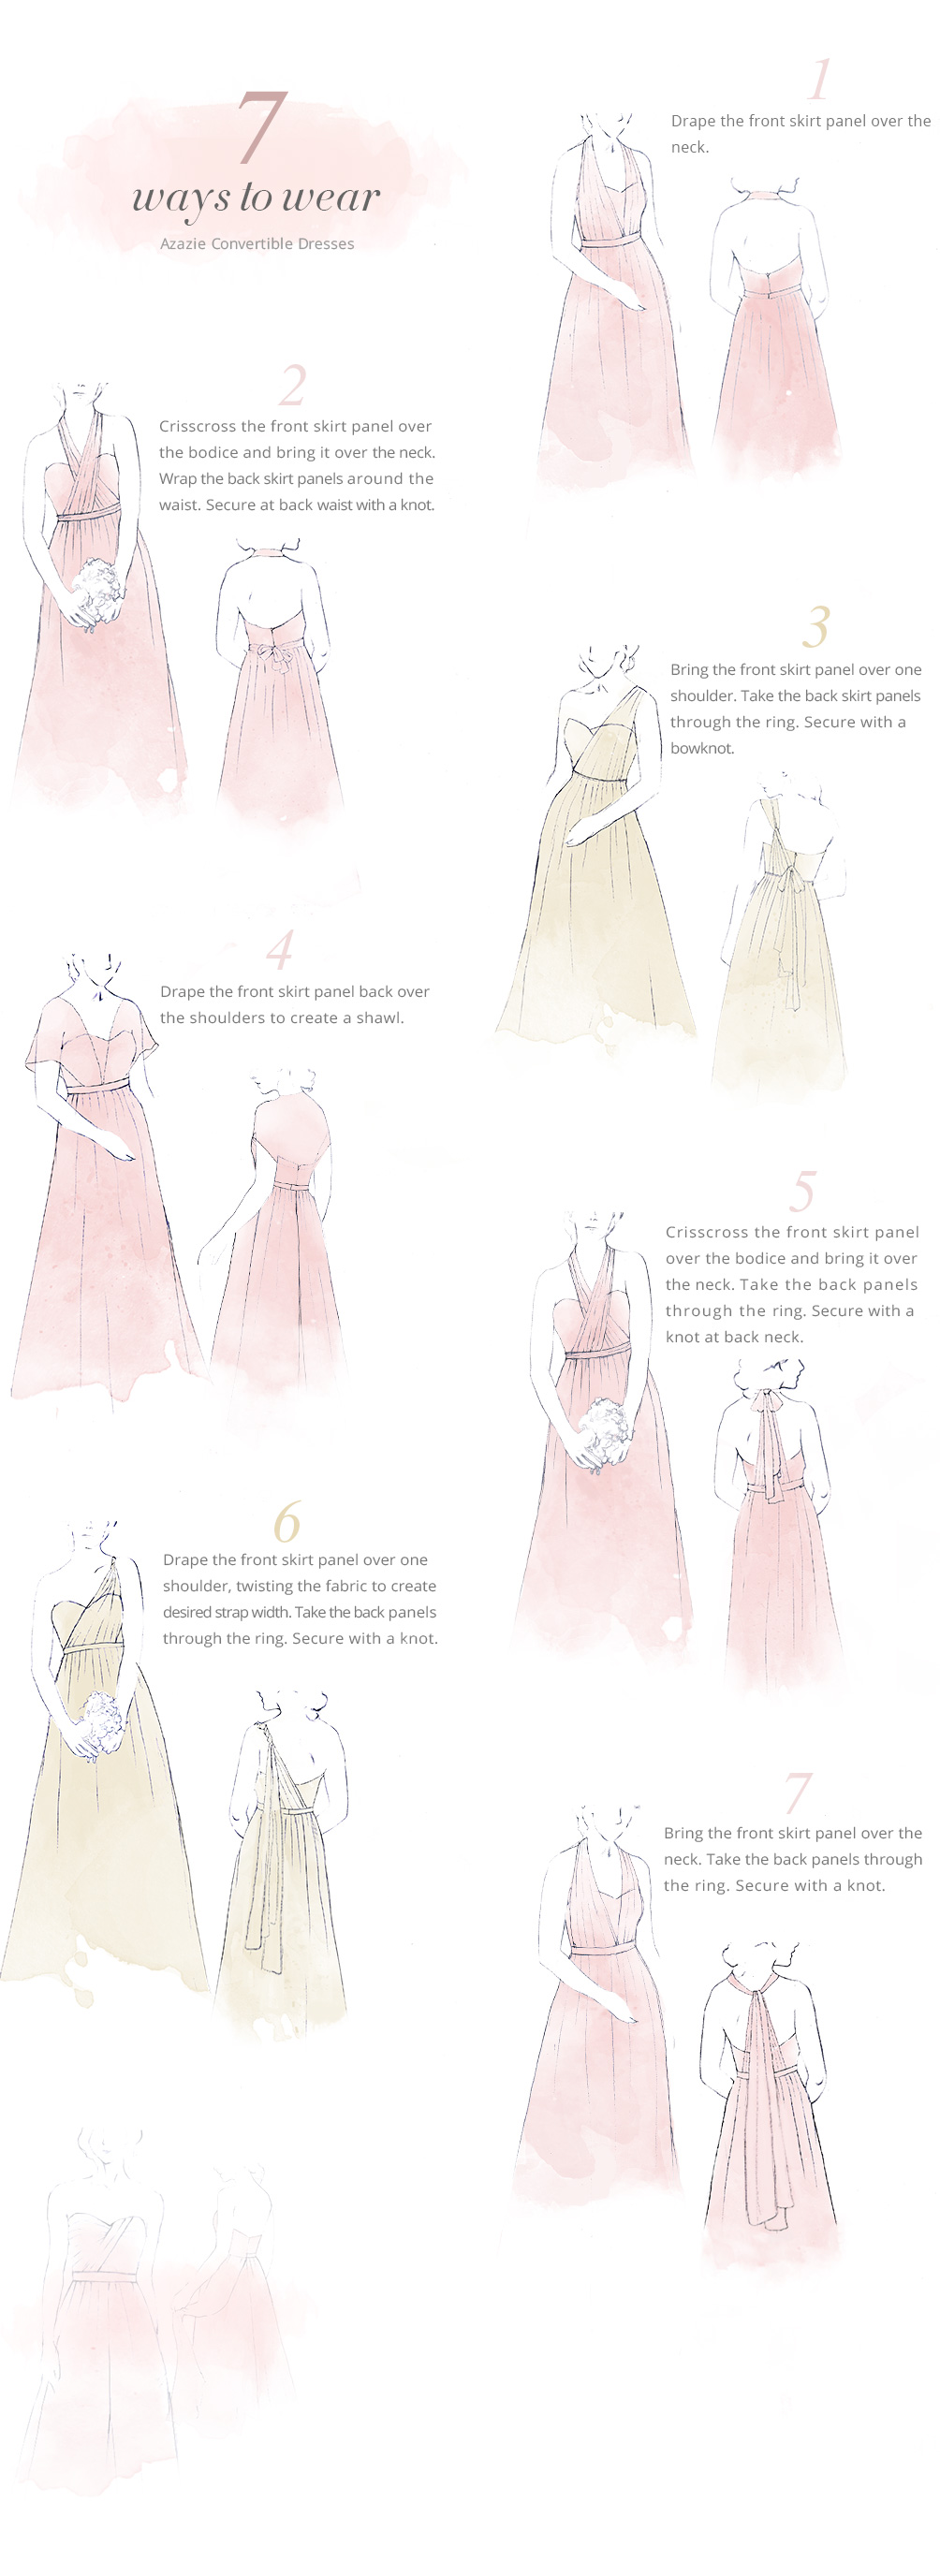 7
ways to wear
Azazie Convertible Dresses
1
Drape the front skirt panel over the
neck.
2
Crisscross the front skirt panel over
the bodice and bring it over the neck.
Wrap the back skirt panels around the
waist. Secure at back waist with a knot.
3
Bring the front skirt panel over one
shoulder. Take the back skirt panels
through the ring. Secure with a
bowknot.
4
Drape the front skirt panel back over
the shoulders to create a shawl.
5
Crisscross the front skirt panel
over the bodice and bring it over
the neck. Take the back panels
through the ring. Secure with a
knot at back neck.
6
Drape the front skirt panel over one
shoulder, twisting the fabric to create
desired strap width. Take the back panels
through the ring. Secure with a knot.
7
Bring the front skirt panel over the
neck. Take the back panels through
the ring. Secure with a knot.